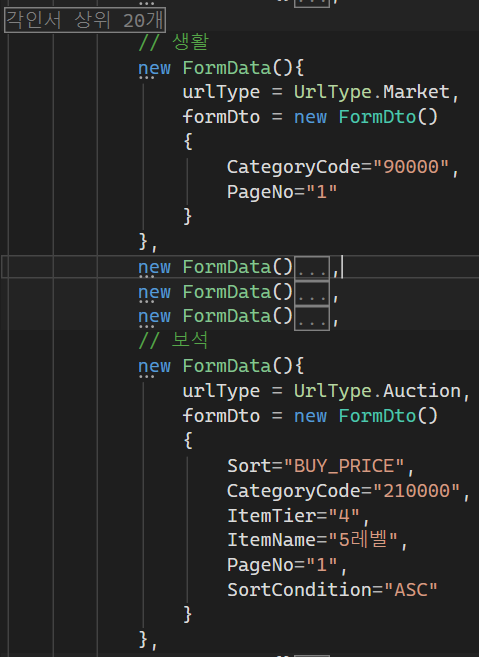 각인서 상위 20개
// 생활
new FormData(){
urlType = UrlType.Market,
formDto = new FormDto()
{
CategoryCode="90000",
PageNo="1"
}
},
new FormData()...,
new FormData()...,
new FormData()...,
// 보석
new FormData(){
urlType = UrlType.Auction,
formDto = new FormDto()
{
Sort="BUY_PRICE",
CategoryCode="210000",
ItemTier="4",
ItemName="5레벨",
PageNo="1",
SortCondition="ASC"
}
},